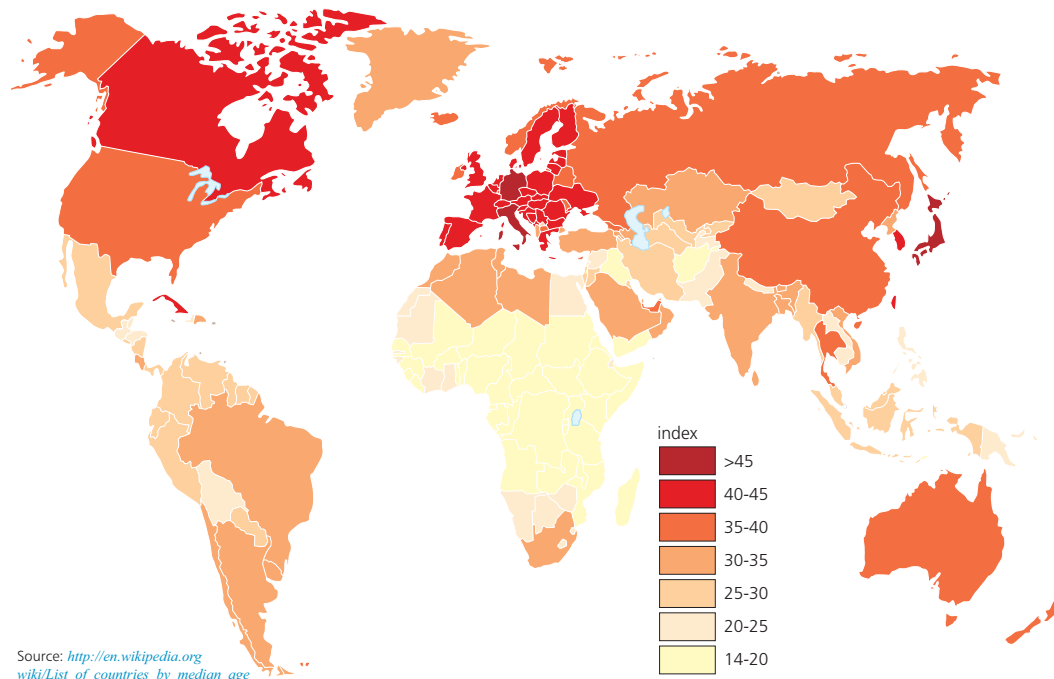 index
>45
40-45
35-40
30-35
25-30
20-25
14-20
Source: http://en.wikipedia.org
wiki/List_of_countries_by_median_age